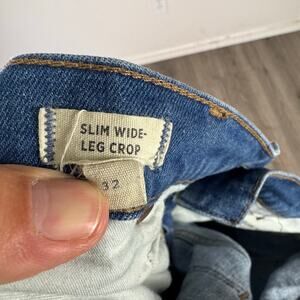 SLIM WIDE-
LEG CROP
32